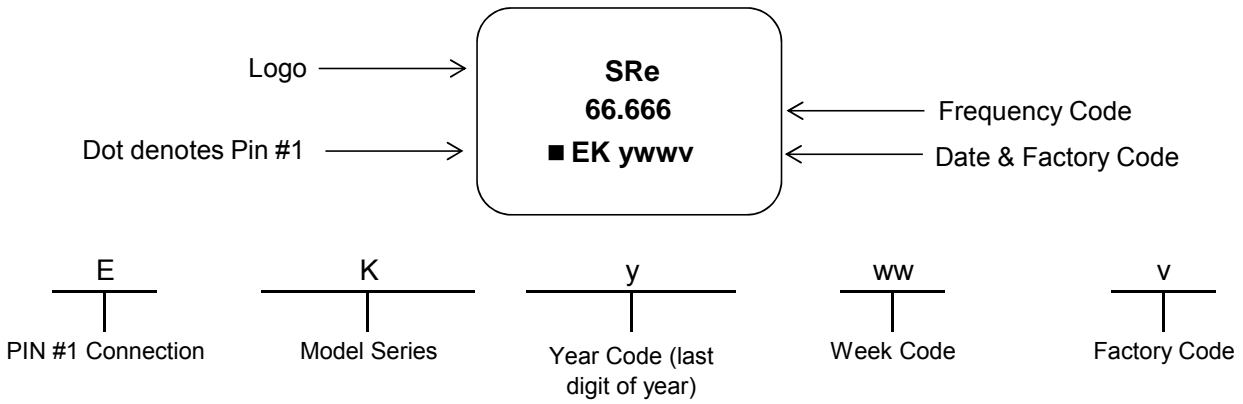 Logo
SRe
66.666
Frequency Code
Dot denotes Pin #1
■ EK ywwv
Date & Factory Code
E K y ww v
PIN #1 Connection
Model Series
Year Code (last
digit of year)
Week Code
Factory Code